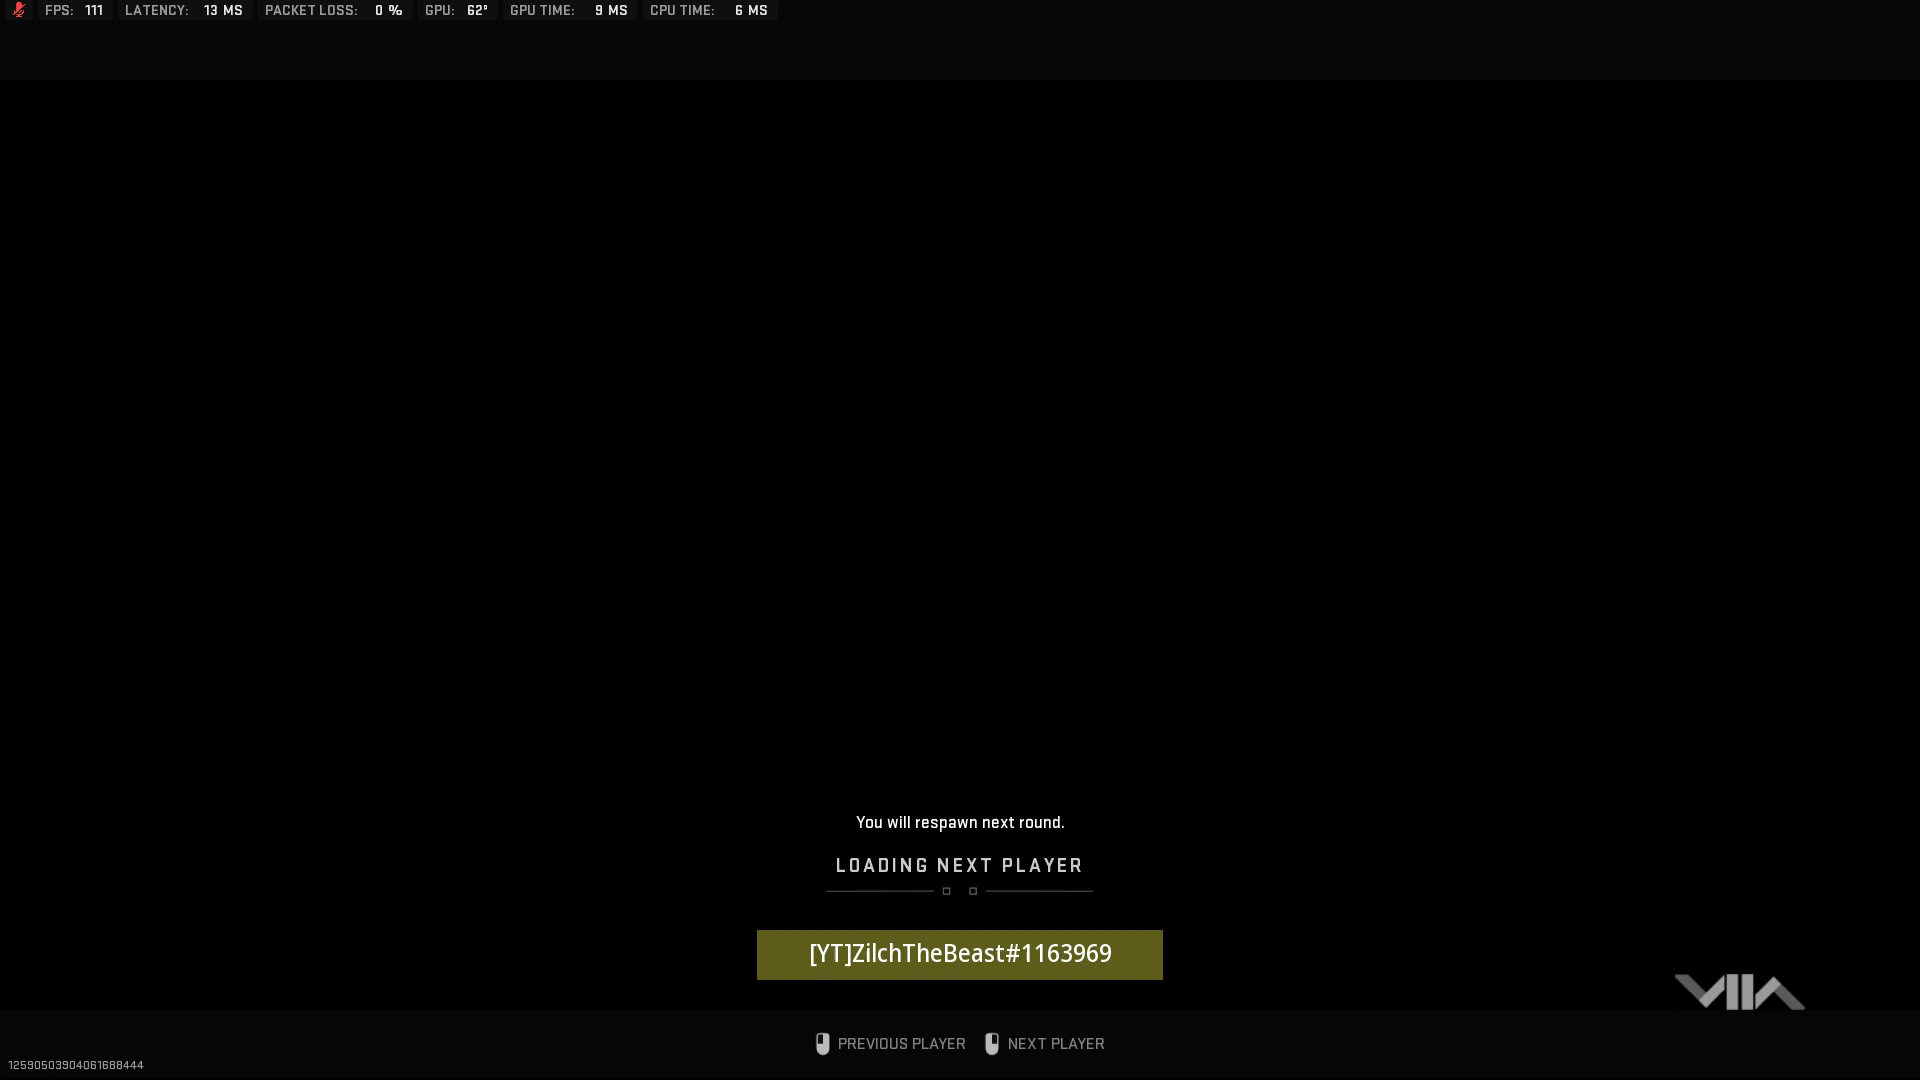 FPS: 111 LATENCY: 13 MS PACKET LOSS: 0 % GPU: 62° GPU TIME: 9 MS CPU TIME: 6 MS
You will respawn next round.
LOADING NEXT PLAYER
[YT]ZilchTheBeast#1163969
PREVIOUS PLAYER NEXT PLAYER
12590503904061688444